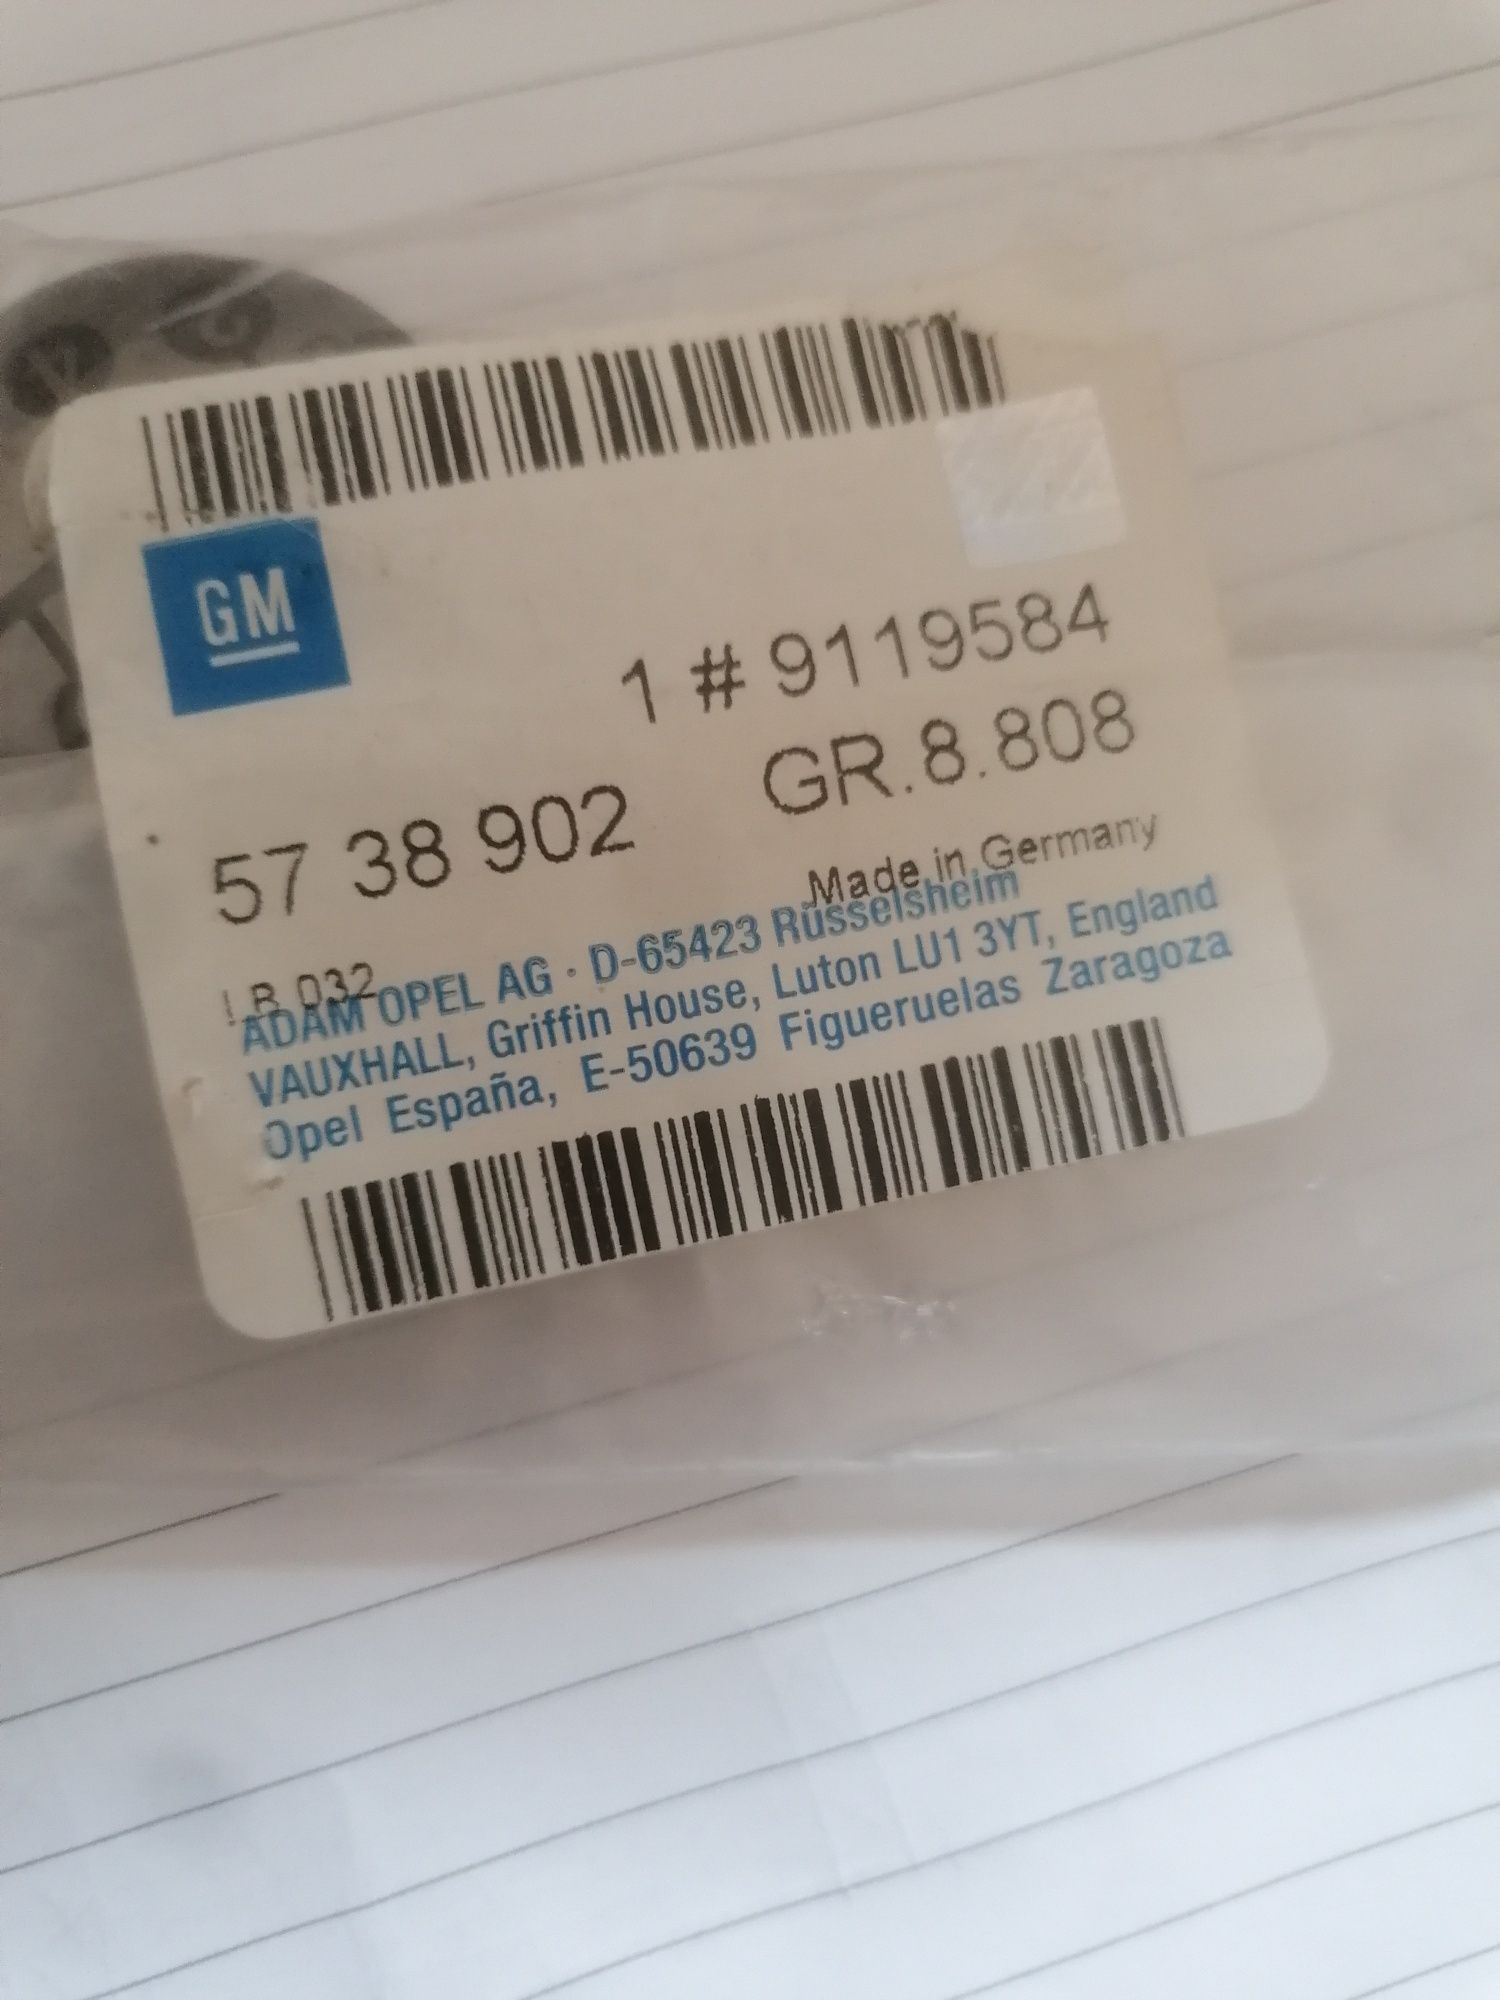 GM
1 # 9119584
57 38 902 GR.8.808
Made in Germany
032
ADAM OPEL AG · D-65423 Rüsselsheim
VAUXHALL, Griffin House, Luton LU1 3YT, England
Opel España, E-50639 Figueruelas Zaragoza